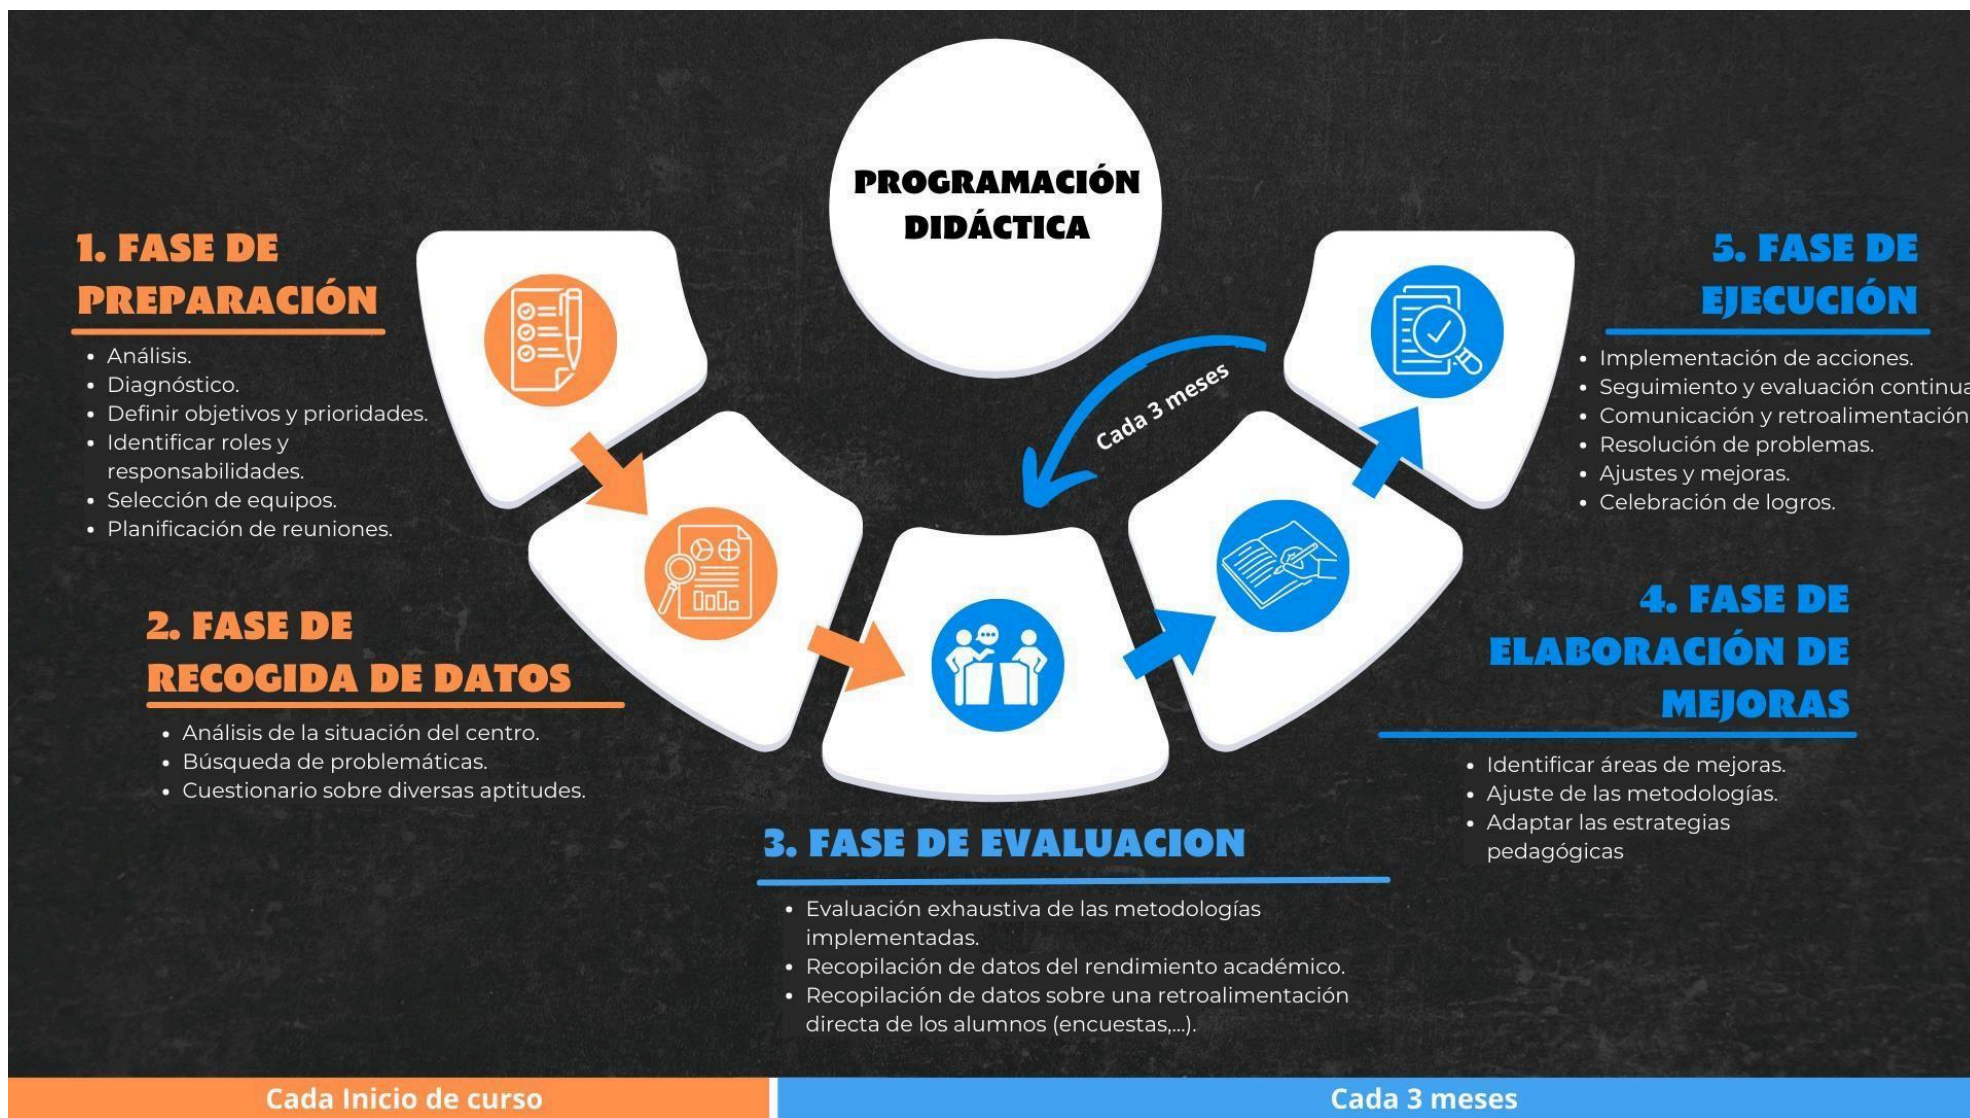 PROGRAMACIÓN
DIDÁCTICA
1. FASE DE
PREPARACIÓN
• Análisis.
• Diagnóstico.
• Definir objetivos y prioridades.
• Identificar roles y
responsabilidades.
• Selección de equipos.
• Planificación de reuniones.
2. FASE DE
RECOGIDA DE DATOS
• Análisis de la situación del centro.
• Búsqueda de problemáticas.
• Cuestionario sobre diversas aptitudes.
3. FASE DE EVALUACION
• Evaluación exhaustiva de las metodologías
implementadas.
• Recopilación de datos del rendimiento académico.
• Recopilación de datos sobre una retroalimentación
directa de los alumnos (encuestas,...).
4. FASE DE
ELABORACIÓN DE
MEJORAS
• Identificar áreas de mejoras.
• Ajuste de las metodologías.
• Adaptar las estrategias
pedagógicas
5. FASE DE
EJECUCIÓN
• Implementación de acciones.
• Seguimiento y evaluación continua
• Comunicación y retroalimentación
• Resolución de problemas.
• Ajustes y mejoras.
• Celebración de logros.
Cada 3 meses
Cada Inicio de curso
Cada 3 meses